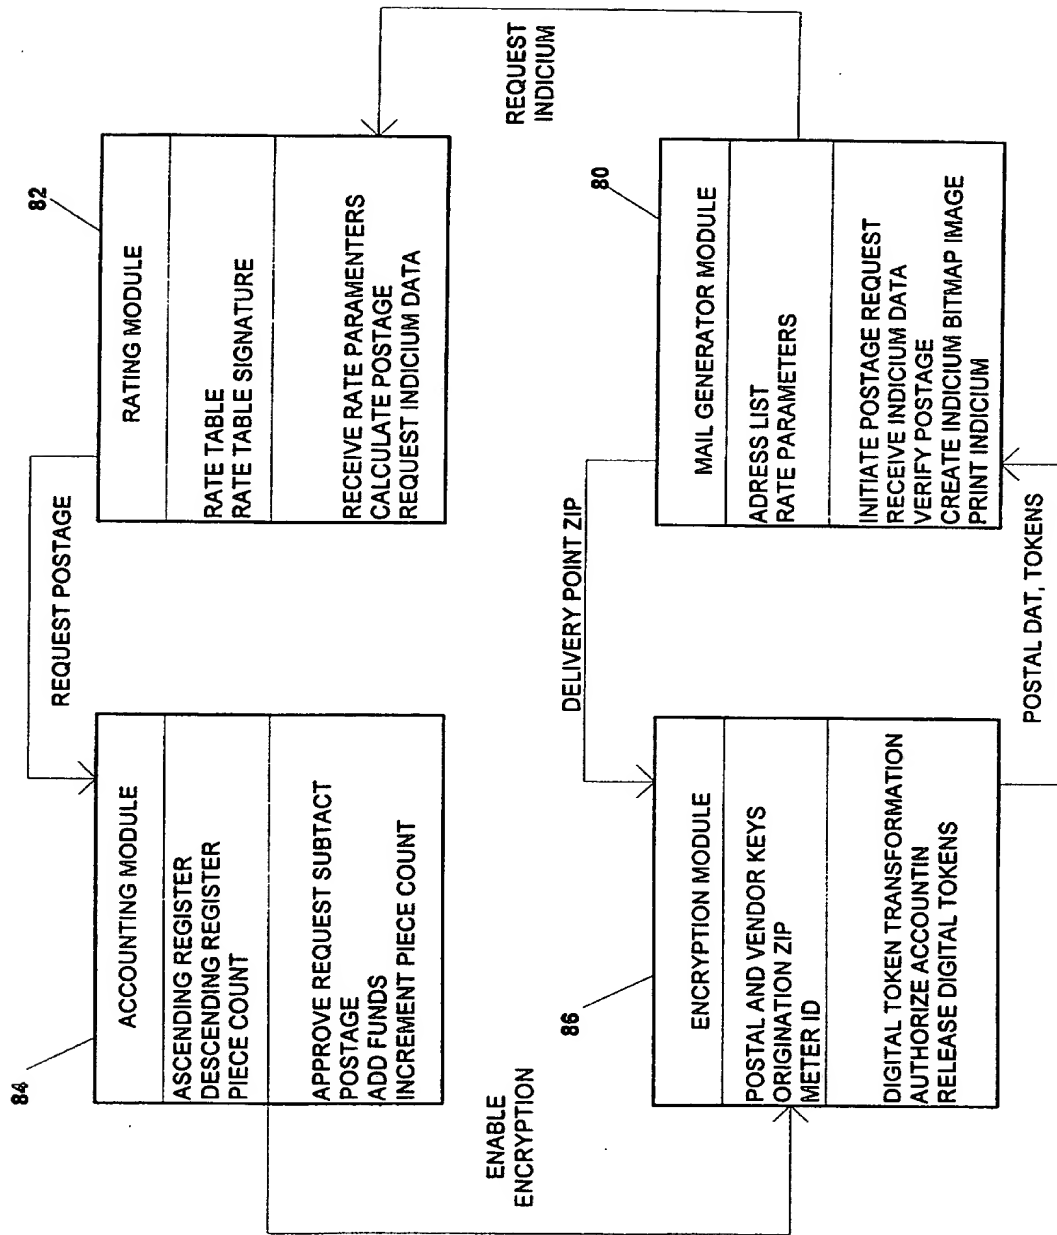 84
ACCOUNTING MODULE
ASCENDING REGISTER
DESCENDING REGISTER
PIECE COUNT
APPROVE REQUEST SUBTACT
POSTAGE
ADD FUNDS
INCREMENT PIECE COUNT
REQUEST POSTAGE
82
RATING MODULE
RATE TABLE
RATE TABLE SIGNATURE
RECEIVE RATE PARAMENTERS
CALCULATE POSTAGE
REQUEST INDICIUM DATA
ENABLE
ENCRYPTION
REQUEST
INDICIUM
86
ENCRYPTION MODULE
POSTAL AND VENDOR KEYS
ORIGINATION ZIP
METER ID
DIGITAL TOKEN TRANSFORMATION
AUTHORIZE ACCOUNTIN
RELEASE DIGITAL TOKENS
DELIVERY POINT ZIP
80
MAIL GENERATOR MODULE
ADRESS LIST
RATE PARAMETERS
INITIATE POSTAGE REQUEST
RECEIVE INDICIUM DATA
VERIFY POSTAGE
CREATE INDICIUM BITMAP IMAGE
PRINT INDICIUM
POSTAL DAT, TOKENS